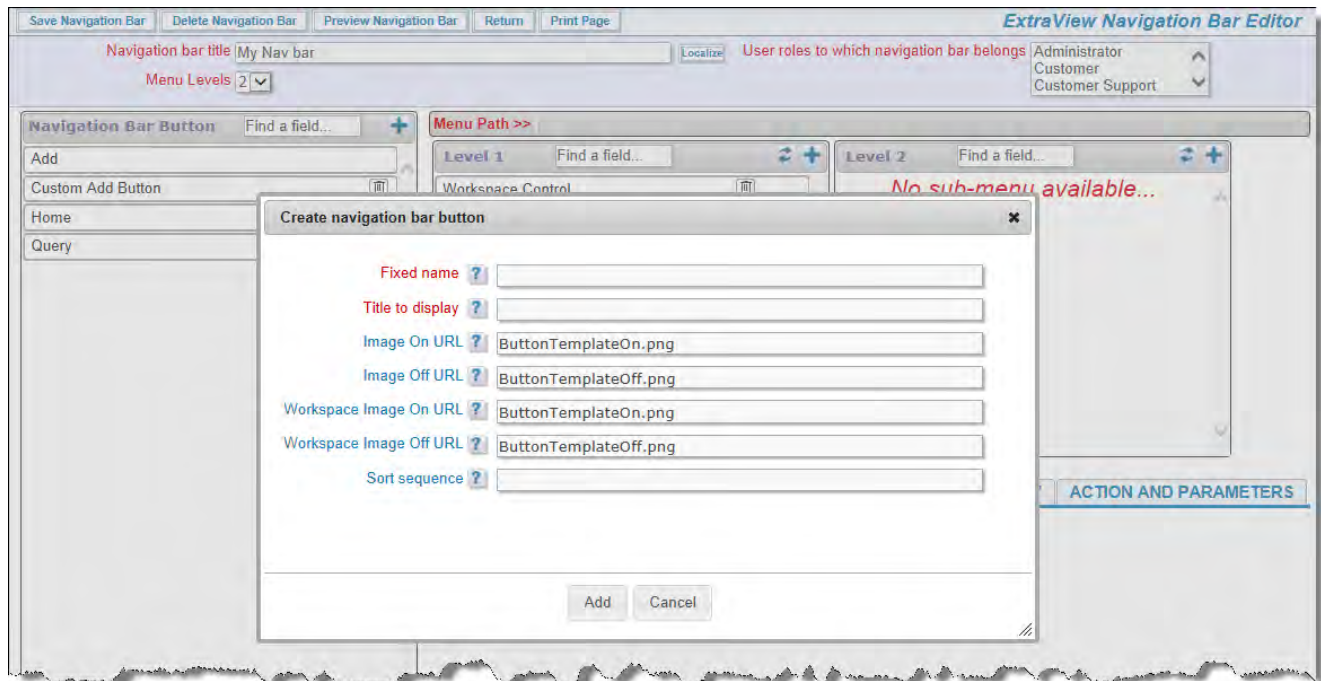 Save Navigation Bar Delete Navigation Bar Preview Navigation Bar Return Print Page ExtraView Navigation Bar Editor
Navigation bar title My Nav bar Localize User roles to which navigation bar belongs Administrator
Customer
Customer Support
Menu Levels 2
Navigation Bar Button Find a field... Menu Path >>
Add Level 1 Find a field... Level 2 Find a field...
Custom Add Button Workspace Control No sub-menu available...
Home
Query
Create navigation bar button
Fixed name ?
Title to display ?
Image On URL ? ButtonTemplateOn.png
Image Off URL ? ButtonTemplateOff.png
Workspace Image On URL ? ButtonTemplateOn.png
Workspace Image Off URL ? ButtonTemplateOff.png
Sort sequence ?
ACTION AND PARAMETERS
Add Cancel